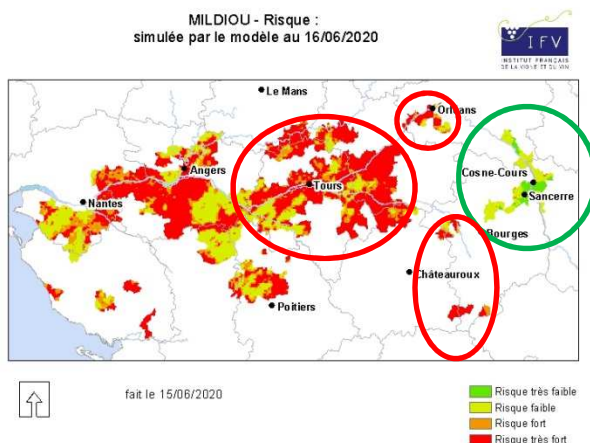 MILDIOU - Risque :
simulée par le modèle au 16/06/2020
IFV
INSTITUT FRANÇAIS
DE LA VIGNE ET DU VIN
Le Mans
Orléans
Angers
Tours
Cosne-Cours
Sancerre
Nantes
Bourges
Châteauroux
Poitiers
fait le 15/06/2020
Risque très faible
Risque faible
Risque fort
Risque très fort